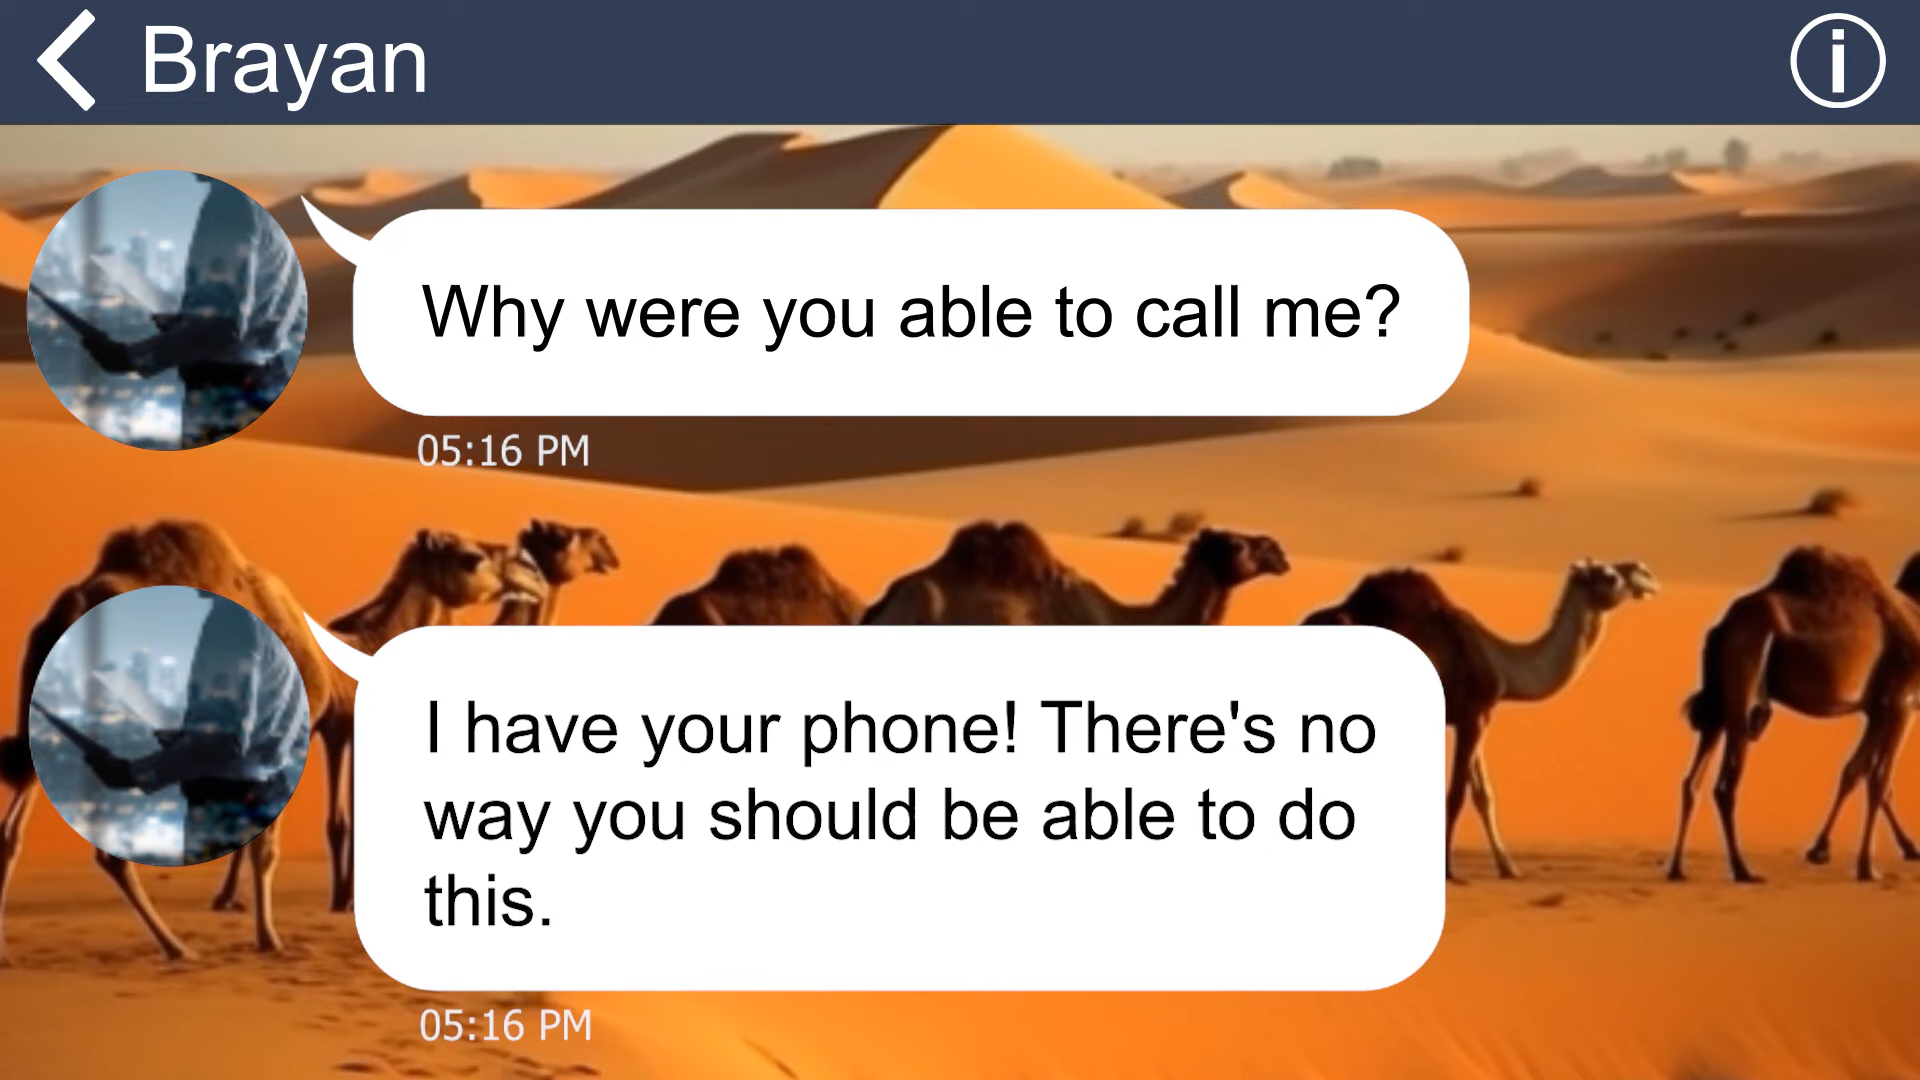 Brayan
Why were you able to call me?
05:16 PM
I have your phone! There's no
way you should be able to do
this.
05:16 PM